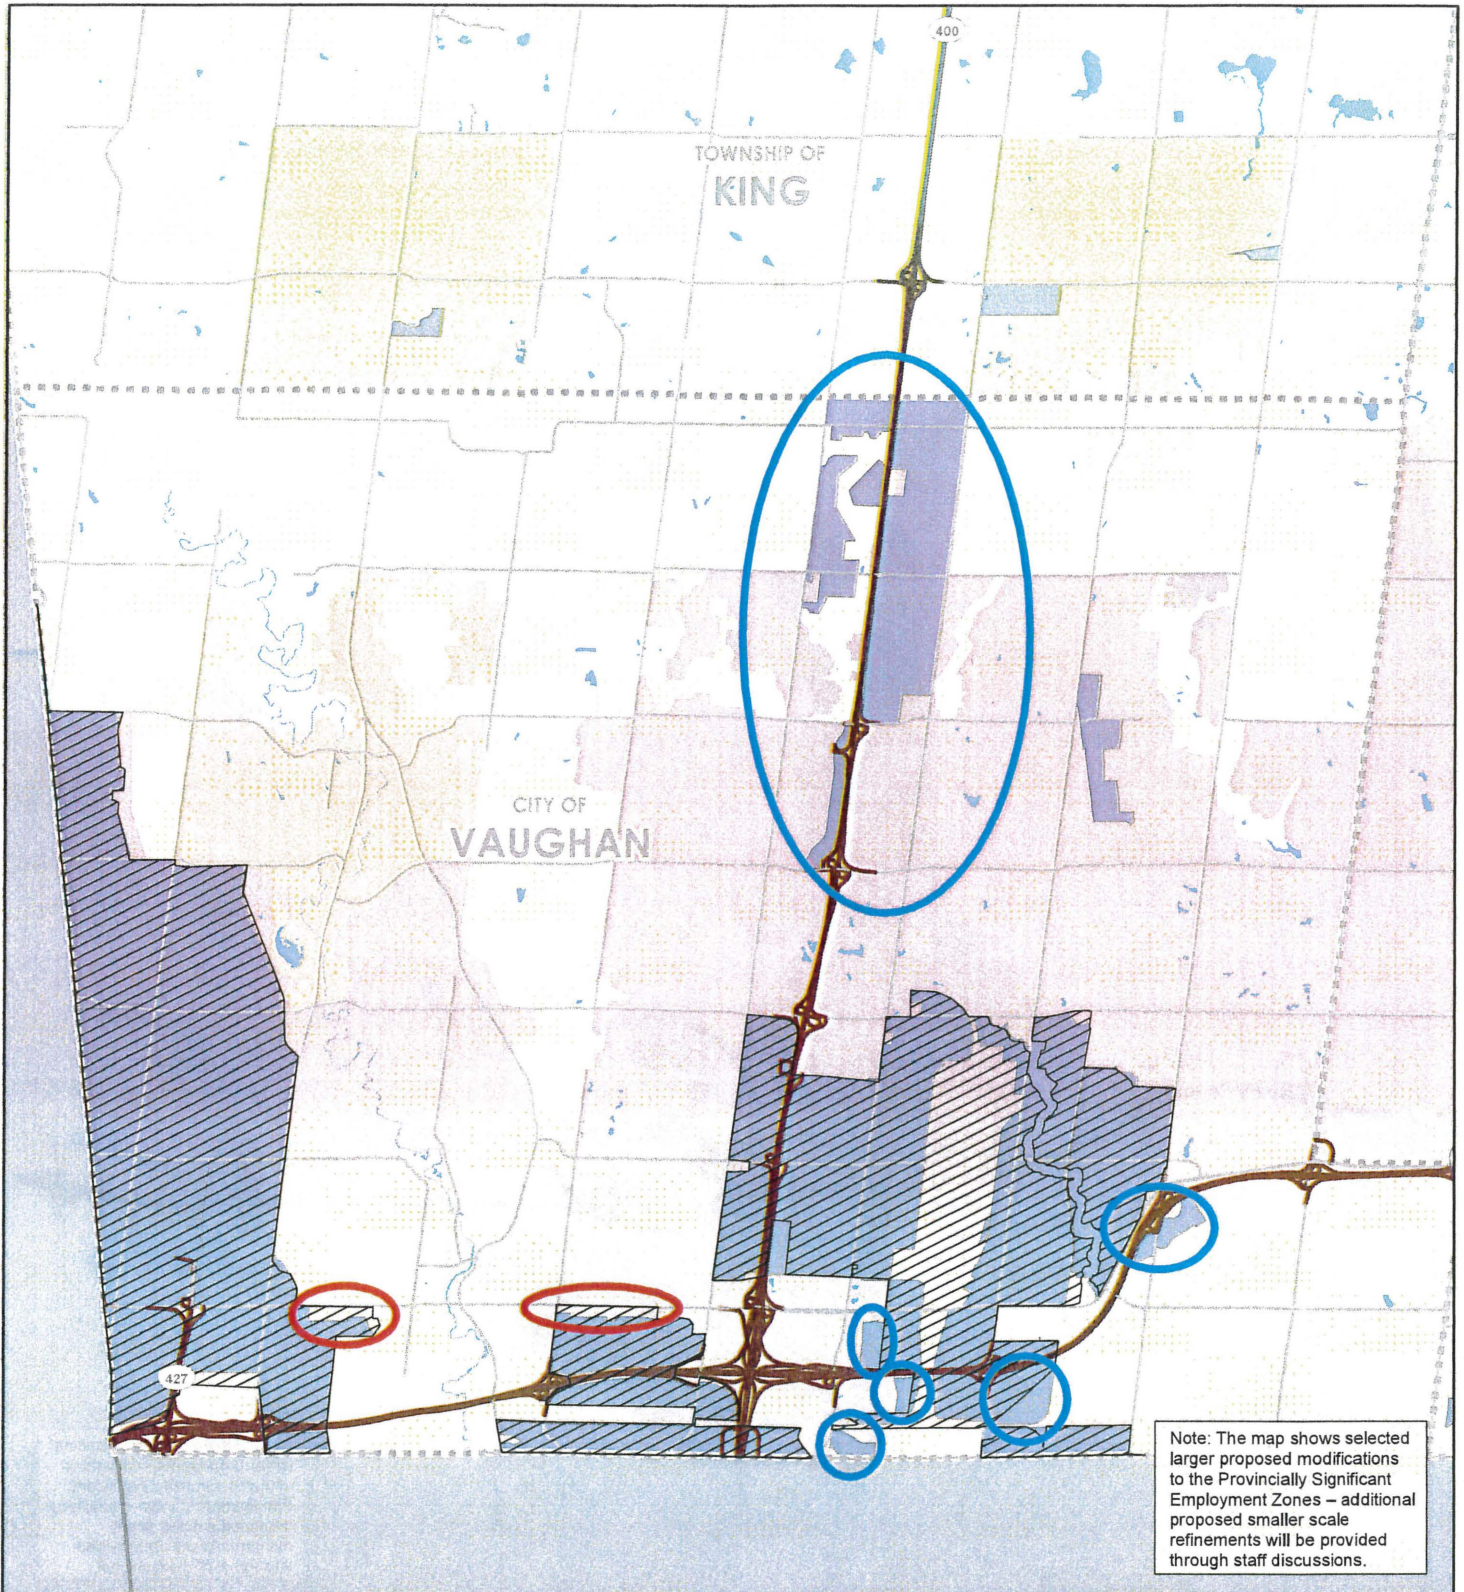 400
TOWNSHIP OF
KING
CITY OF
VAUGHAN
427
Note: The map shows selected
larger proposed modifications
to the Provincially Significant
Employment Zones – additional
proposed smaller scale
refinements will be provided
through staff discussions.